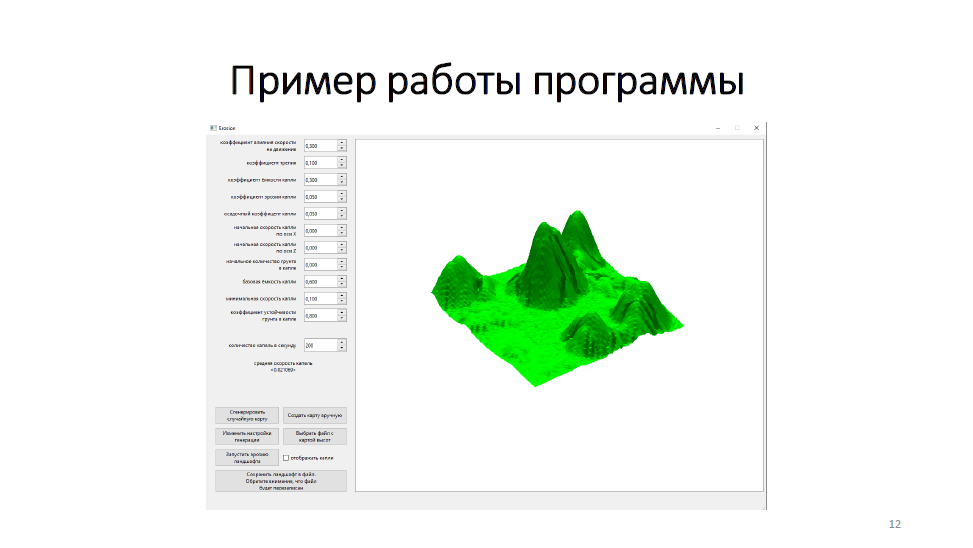 Пример работы программы
Erosion
коэффициент влияния скорости
на движение
0,300
коэффициент трения
0,100
коэффициент ёмкости капли
0,300
коэффициент эрозии капли
0,050
осадочный коэффициент капли
0,050
начальная скорость капли
по оси X
0,000
начальная скорость капли
по оси Z
0,000
начальное количество грунта
в капле
0,000
базовая ёмкость капли
0,600
минимальная скорость капли
0,100
коэффициент устойчивости
грунта в капле
0,800
количество капель в секунду
200
средняя скорость капель
<0.021069>
Сгенерировать
случайную карту
Создать карту вручную
Изменить настройки
генерации
Выбрать файл с
картой высот
Запустить эрозию
ландшафта
отображать капли
Сохранить ландшафт в файл.
Обратите внимание, что файл
будет перезаписан
12